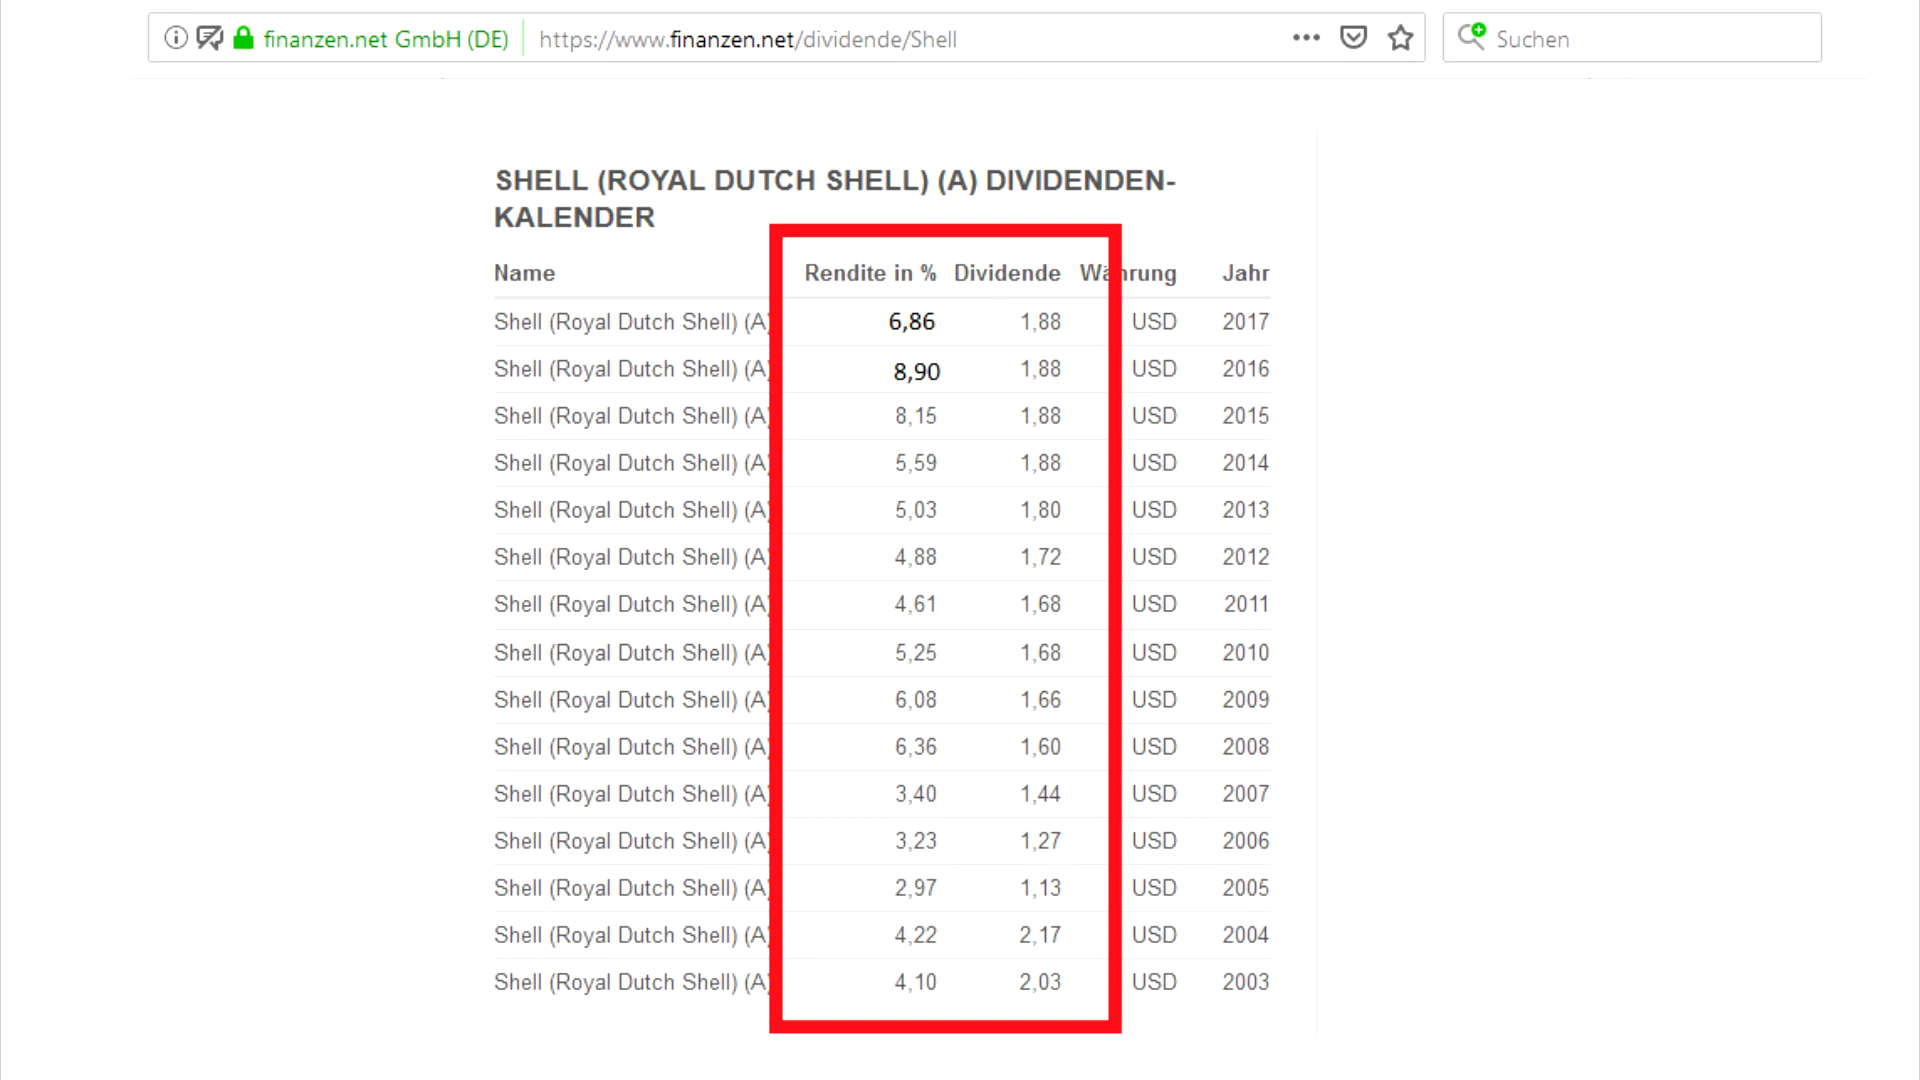 finanzen.net GmbH (DE) https://www.finanzen.net/dividende/Shell Suchen
SHELL (ROYAL DUTCH SHELL) (A) DIVIDENDEN-
KALENDER
Name Rendite in % Dividende Währung Jahr
Shell (Royal Dutch Shell) (A) 6,86 1,88 USD 2017
Shell (Royal Dutch Shell) (A) 8,90 1,88 USD 2016
Shell (Royal Dutch Shell) (A) 8,15 1,88 USD 2015
Shell (Royal Dutch Shell) (A) 5,59 1,88 USD 2014
Shell (Royal Dutch Shell) (A) 5,03 1,80 USD 2013
Shell (Royal Dutch Shell) (A) 4,88 1,72 USD 2012
Shell (Royal Dutch Shell) (A) 4,61 1,68 USD 2011
Shell (Royal Dutch Shell) (A) 5,25 1,68 USD 2010
Shell (Royal Dutch Shell) (A) 6,08 1,66 USD 2009
Shell (Royal Dutch Shell) (A) 6,36 1,60 USD 2008
Shell (Royal Dutch Shell) (A) 3,40 1,44 USD 2007
Shell (Royal Dutch Shell) (A) 3,23 1,27 USD 2006
Shell (Royal Dutch Shell) (A) 2,97 1,13 USD 2005
Shell (Royal Dutch Shell) (A) 4,22 2,17 USD 2004
Shell (Royal Dutch Shell) (A) 4,10 2,03 USD 2003